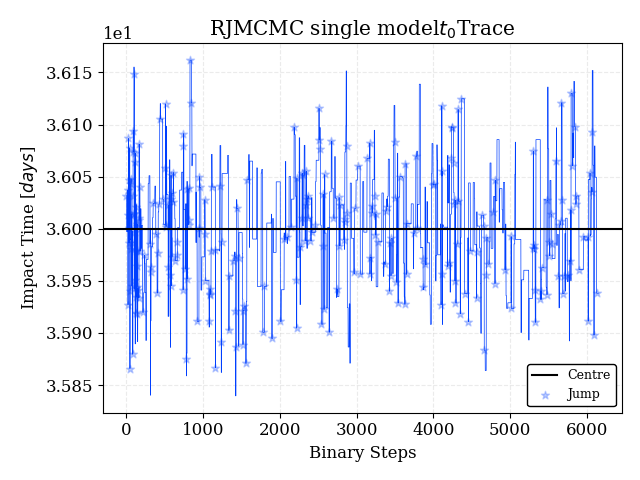 RJMCMC single modelt₀Trace
1e1
3.615
3.610
3.605
3.600
3.595
3.590
3.585
Impact Time [days]
0 1000 2000 3000 4000 5000 6000
Binary Steps
Centre
Jump